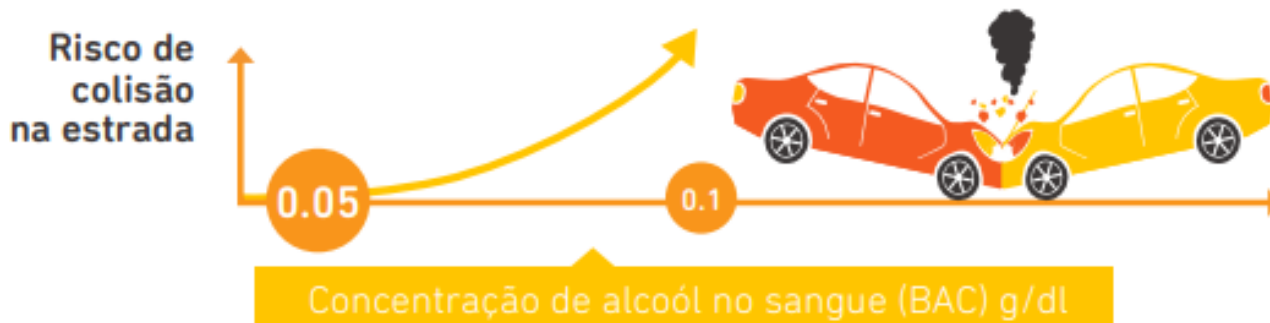 Risco de
colisão
na estrada
0.05
0.1
Concentração de alcoól no sangue (BAC) g/dl